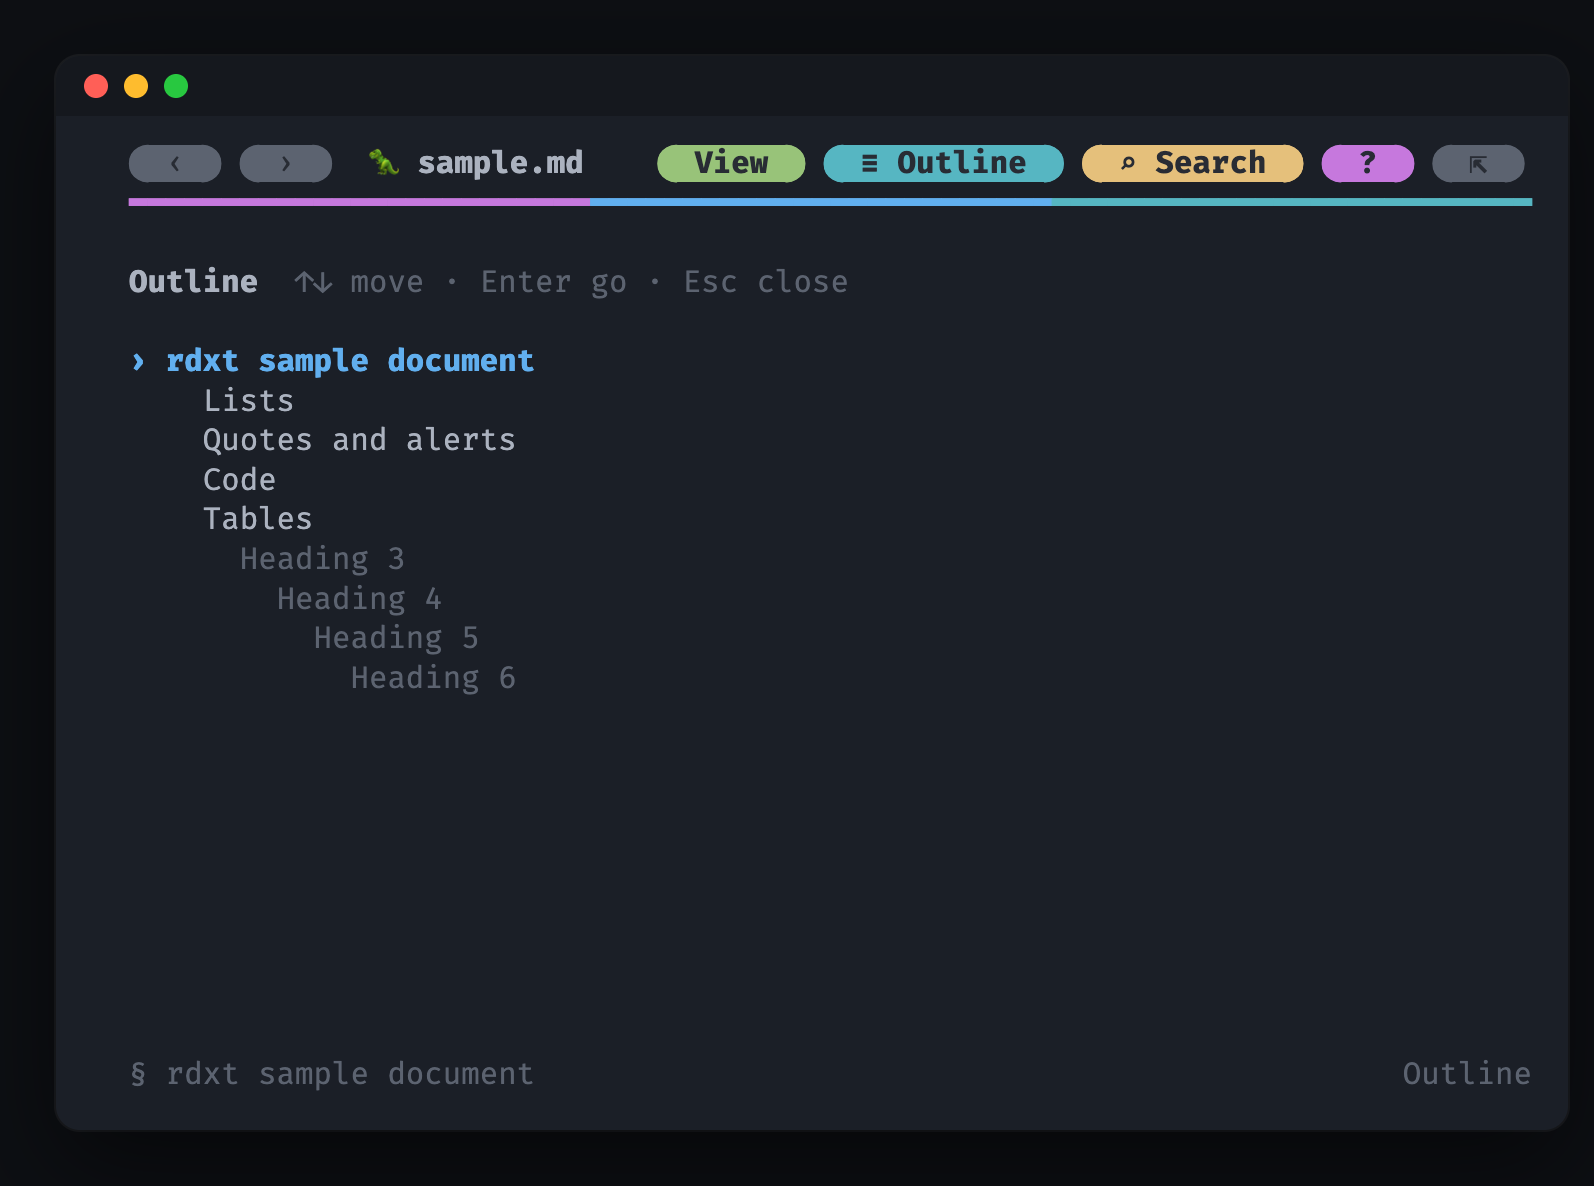 ‹ › 🦖 sample.md View ≡ Outline ⌕ Search ? ⇱
Outline ↑↓ move · Enter go · Esc close
› rdxt sample document
Lists
Quotes and alerts
Code
Tables
Heading 3
Heading 4
Heading 5
Heading 6
§ rdxt sample document Outline